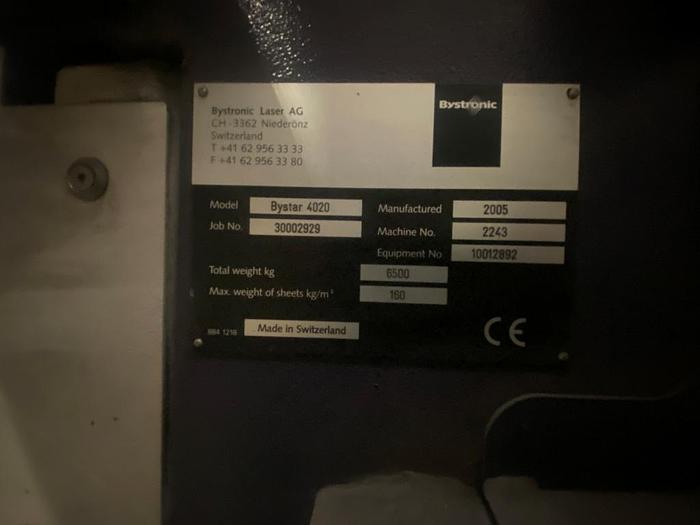 Bystronic Laser AG
CH-3362 Niederönz
Switzerland
T +41 62 956 33 33
F +41 62 956 33 80
Bystronic
Model Bystar 4020
Job No. 30002929
Manufactured 2005
Machine No. 2243
Equipment No 10012892
Total weight kg 6500
Max. weight of sheets kg/m² 160
Made in Switzerland
CE